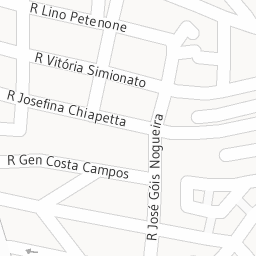 R Lino Petenone
R Vitória Simionato
R Josefina Chiapetta
R José Góis Nogueira
R Gen Costa Campos